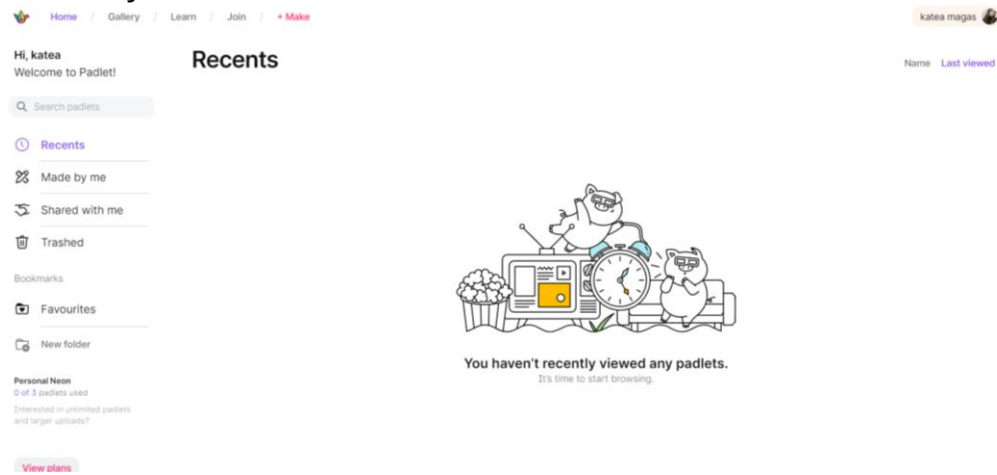 Home / Gallery / Learn / Join / + Make
katea magas
Hi, katea
Welcome to Padlet!
Recents
Name Last viewed
Search padlets
Recents
Made by me
Shared with me
Trashed
Bookmarks
Favourites
New folder
You haven't recently viewed any padlets.
It's time to start browsing.
Personal Neon
0 of 3 padlets used
Interested in unlimited padlets
and larger uploads?
View plans